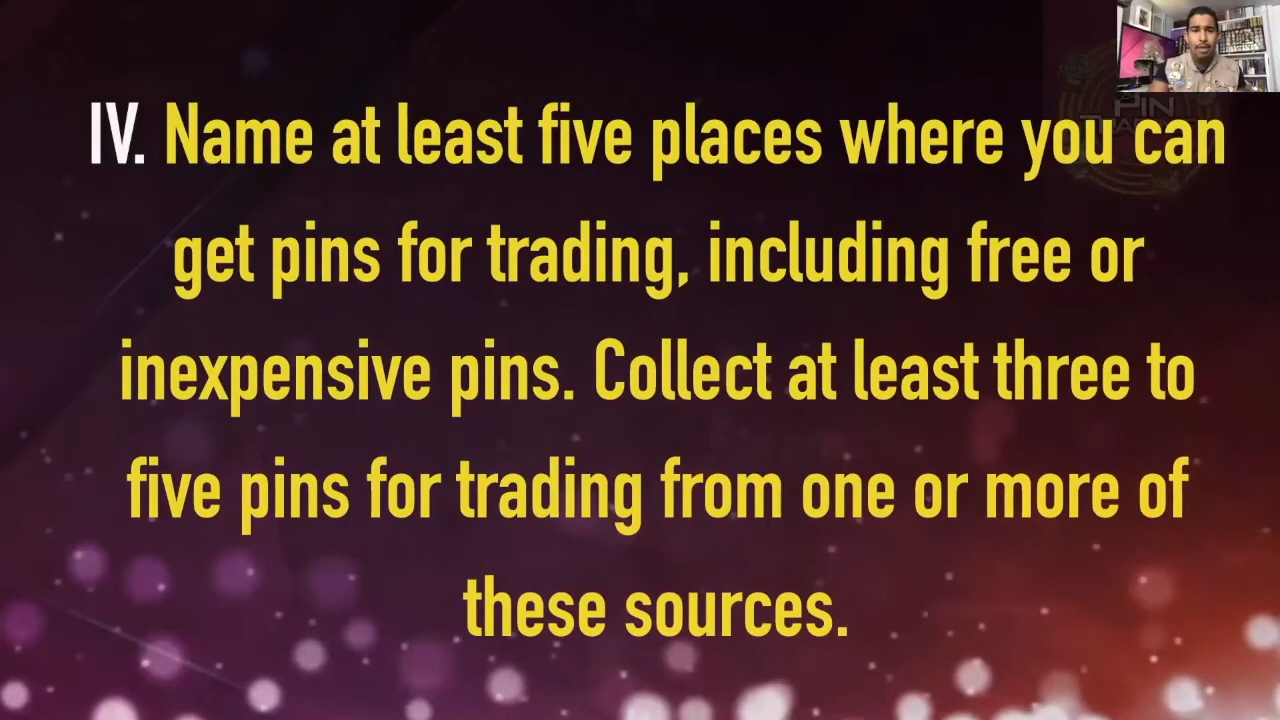 IV. Name at least five places where you can
get pins for trading, including free or
inexpensive pins. Collect at least three to
five pins for trading from one or more of
these sources.
PIN